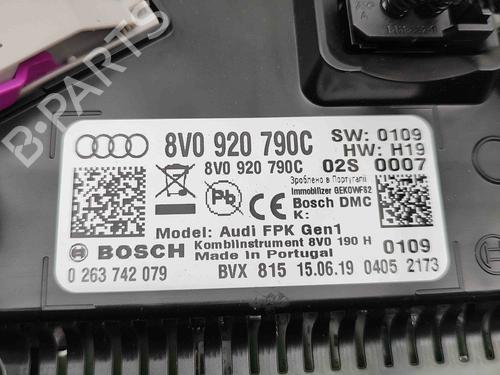 8V0 920 790C SW: 0109
HW: H19
8V0 920 790C 02S 0007
Зроблено в Португалії
Immobilizer GEKOWFS2
Bosch DMC
K:
Pb
Model: Audi FPK Gen1
BOSCH Kombiinstrument 8V0 190 H 0109
Made in Portugal
0 263 742 079 BVX 815 15.06.19 0405 2173
B-PARTS